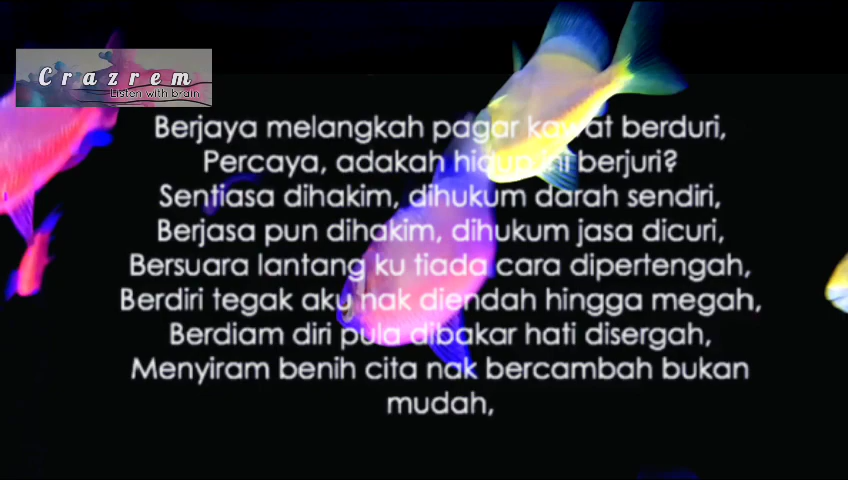 Crazrem
Listen with brain
Berjaya melangkah pagar kawat berduri,
Percaya, adakah hidup ini berjuri?
Sentiasa dihakim, dihukum darah sendiri,
Berjasa pun dihakim, dihukum jasa dicuri,
Bersuara lantang ku tiada cara dipertengah,
Berdiri tegak aku nak diendah hingga megah,
Berdiam diri pula dibakar hati disergah,
Menyiram benih cita nak bercambah bukan
mudah,